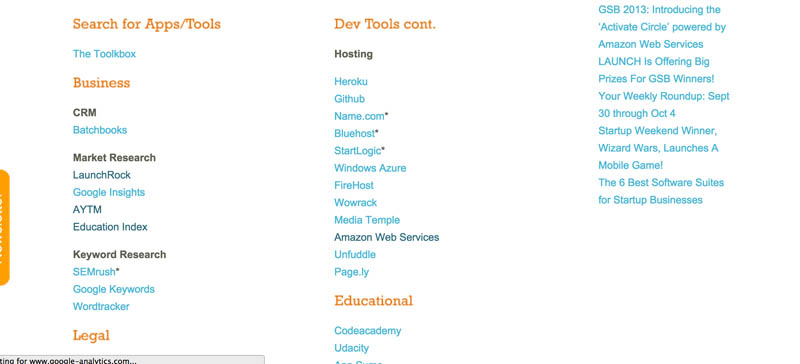 Search for Apps/Tools
The Toolkbox
Business
CRM
Batchbooks
Market Research
LaunchRock
Google Insights
AYTM
Education Index
Keyword Research
SEMrush*
Google Keywords
Wordtracker
Legal
Dev Tools cont.
Hosting
Heroku
Github
Name.com*
Bluehost*
StartLogic*
Windows Azure
FireHost
Wowrack
Media Temple
Amazon Web Services
Unfuddle
Page.ly
Educational
Codeacademy
Udacity
GSB 2013: Introducing the
‘Activate Circle’ powered by
Amazon Web Services
LAUNCH Is Offering Big
Prizes For GSB Winners!
Your Weekly Roundup: Sept
30 through Oct 4
Startup Weekend Winner,
Wizard Wars, Launches A
Mobile Game!
The 6 Best Software Suites
for Startup Businesses
ting for www.google-analytics.com...